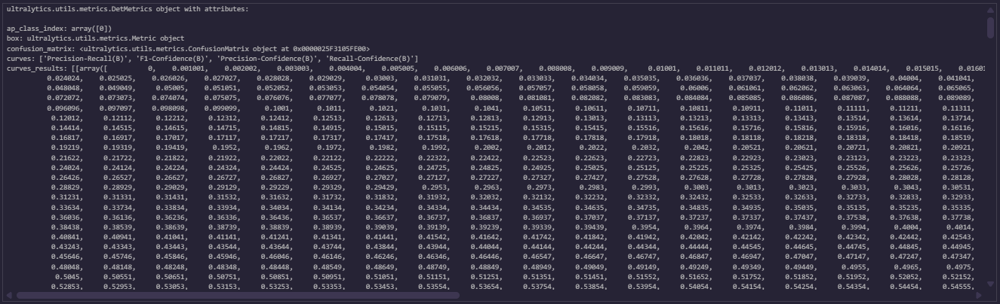 ultralytics.utils.metrics.DetMetrics object with attributes:
ap_class_index: array([0])
box: ultralytics.utils.metrics.Metric object
confusion_matrix: <ultralytics.utils.metrics.ConfusionMatrix object at 0x0000025F3105FE00>
curves: ['Precision-Recall(B)', 'F1-Confidence(B)', 'Precision-Confidence(B)', 'Recall-Confidence(B)']
curves_results: [[array([ 0, 0.001001, 0.002002, 0.003003, 0.004004, 0.005005, 0.006006, 0.007007, 0.008008, 0.009009, 0.01001, 0.011011, 0.012012, 0.013013, 0.014014, 0.015015, 0.01601
0.024024, 0.025025, 0.026026, 0.027027, 0.028028, 0.029029, 0.03003, 0.031031, 0.032032, 0.033033, 0.034034, 0.035035, 0.036036, 0.037037, 0.038038, 0.039039, 0.04004, 0.041041,
0.048048, 0.049049, 0.05005, 0.051051, 0.052052, 0.053053, 0.054054, 0.055055, 0.056056, 0.057057, 0.058058, 0.059059, 0.06006, 0.061061, 0.062062, 0.063063, 0.064064, 0.065065,
0.072072, 0.073073, 0.074074, 0.075075, 0.076076, 0.077077, 0.078078, 0.079079, 0.08008, 0.081081, 0.082082, 0.083083, 0.084084, 0.085085, 0.086086, 0.087087, 0.088088, 0.089089,
0.096096, 0.097097, 0.098098, 0.099099, 0.1001, 0.1011, 0.1021, 0.1031, 0.1041, 0.10511, 0.10611, 0.10711, 0.10811, 0.10911, 0.11011, 0.11111, 0.11211, 0.11311,
0.12012, 0.12112, 0.12212, 0.12312, 0.12412, 0.12513, 0.12613, 0.12713, 0.12813, 0.12913, 0.13013, 0.13113, 0.13213, 0.13313, 0.13413, 0.13514, 0.13614, 0.13714,
0.14414, 0.14515, 0.14615, 0.14715, 0.14815, 0.14915, 0.15015, 0.15115, 0.15215, 0.15315, 0.15415, 0.15516, 0.15616, 0.15716, 0.15816, 0.15916, 0.16016, 0.16116,
0.16817, 0.16917, 0.17017, 0.17117, 0.17217, 0.17317, 0.17417, 0.17518, 0.17618, 0.17718, 0.17818, 0.17918, 0.18018, 0.18118, 0.18218, 0.18318, 0.18418, 0.18519,
0.19219, 0.19319, 0.19419, 0.1952, 0.1962, 0.1972, 0.1982, 0.1992, 0.2002, 0.2012, 0.2022, 0.2032, 0.2042, 0.20521, 0.20621, 0.20721, 0.20821, 0.20921,
0.21622, 0.21722, 0.21822, 0.21922, 0.22022, 0.22122, 0.22222, 0.22322, 0.22422, 0.22523, 0.22623, 0.22723, 0.22823, 0.22923, 0.23023, 0.23123, 0.23223, 0.23323,
0.24024, 0.24124, 0.24224, 0.24324, 0.24424, 0.24525, 0.24625, 0.24725, 0.24825, 0.24925, 0.25025, 0.25125, 0.25225, 0.25325, 0.25425, 0.25526, 0.25626, 0.25726,
0.26426, 0.26527, 0.26627, 0.26727, 0.26827, 0.26927, 0.27027, 0.27127, 0.27227, 0.27327, 0.27427, 0.27528, 0.27628, 0.27728, 0.27828, 0.27928, 0.28028, 0.28128,
0.28829, 0.28929, 0.29029, 0.29129, 0.29229, 0.29329, 0.29429, 0.2953, 0.2963, 0.2973, 0.2983, 0.2993, 0.3003, 0.3013, 0.3023, 0.3033, 0.3043, 0.30531,
0.31231, 0.31331, 0.31431, 0.31532, 0.31632, 0.31732, 0.31832, 0.31932, 0.32032, 0.32132, 0.32232, 0.32332, 0.32432, 0.32533, 0.32633, 0.32733, 0.32833, 0.32933,
0.33634, 0.33734, 0.33834, 0.33934, 0.34034, 0.34134, 0.34234, 0.34334, 0.34434, 0.34535, 0.34635, 0.34735, 0.34835, 0.34935, 0.35035, 0.35135, 0.35235, 0.35335,
0.36036, 0.36136, 0.36236, 0.36336, 0.36436, 0.36537, 0.36637, 0.36737, 0.36837, 0.36937, 0.37037, 0.37137, 0.37237, 0.37337, 0.37437, 0.37538, 0.37638, 0.37738,
0.38438, 0.38539, 0.38639, 0.38739, 0.38839, 0.38939, 0.39039, 0.39139, 0.39239, 0.39339, 0.39439, 0.3954, 0.3964, 0.3974, 0.3984, 0.3994, 0.4004, 0.4014,
0.40841, 0.40941, 0.41041, 0.41141, 0.41241, 0.41341, 0.41441, 0.41542, 0.41642, 0.41742, 0.41842, 0.41942, 0.42042, 0.42142, 0.42242, 0.42342, 0.42442, 0.42543,
0.43243, 0.43343, 0.43443, 0.43544, 0.43644, 0.43744, 0.43844, 0.43944, 0.44044, 0.44144, 0.44244, 0.44344, 0.44444, 0.44545, 0.44645, 0.44745, 0.44845, 0.44945,
0.45646, 0.45746, 0.45846, 0.45946, 0.46046, 0.46146, 0.46246, 0.46346, 0.46446, 0.46547, 0.46647, 0.46747, 0.46847, 0.46947, 0.47047, 0.47147, 0.47247, 0.47347,
0.48048, 0.48148, 0.48248, 0.48348, 0.48448, 0.48549, 0.48649, 0.48749, 0.48849, 0.48949, 0.49049, 0.49149, 0.49249, 0.49349, 0.49449, 0.4955, 0.4965, 0.4975,
0.5045, 0.50551, 0.50651, 0.50751, 0.50851, 0.50951, 0.51051, 0.51151, 0.51251, 0.51351, 0.51451, 0.51552, 0.51652, 0.51752, 0.51852, 0.51952, 0.52052, 0.52152,
0.52853, 0.52953, 0.53053, 0.53153, 0.53253, 0.53353, 0.53453, 0.53554, 0.53654, 0.53754, 0.53854, 0.53954, 0.54054, 0.54154, 0.54254, 0.54354, 0.54454, 0.54555,